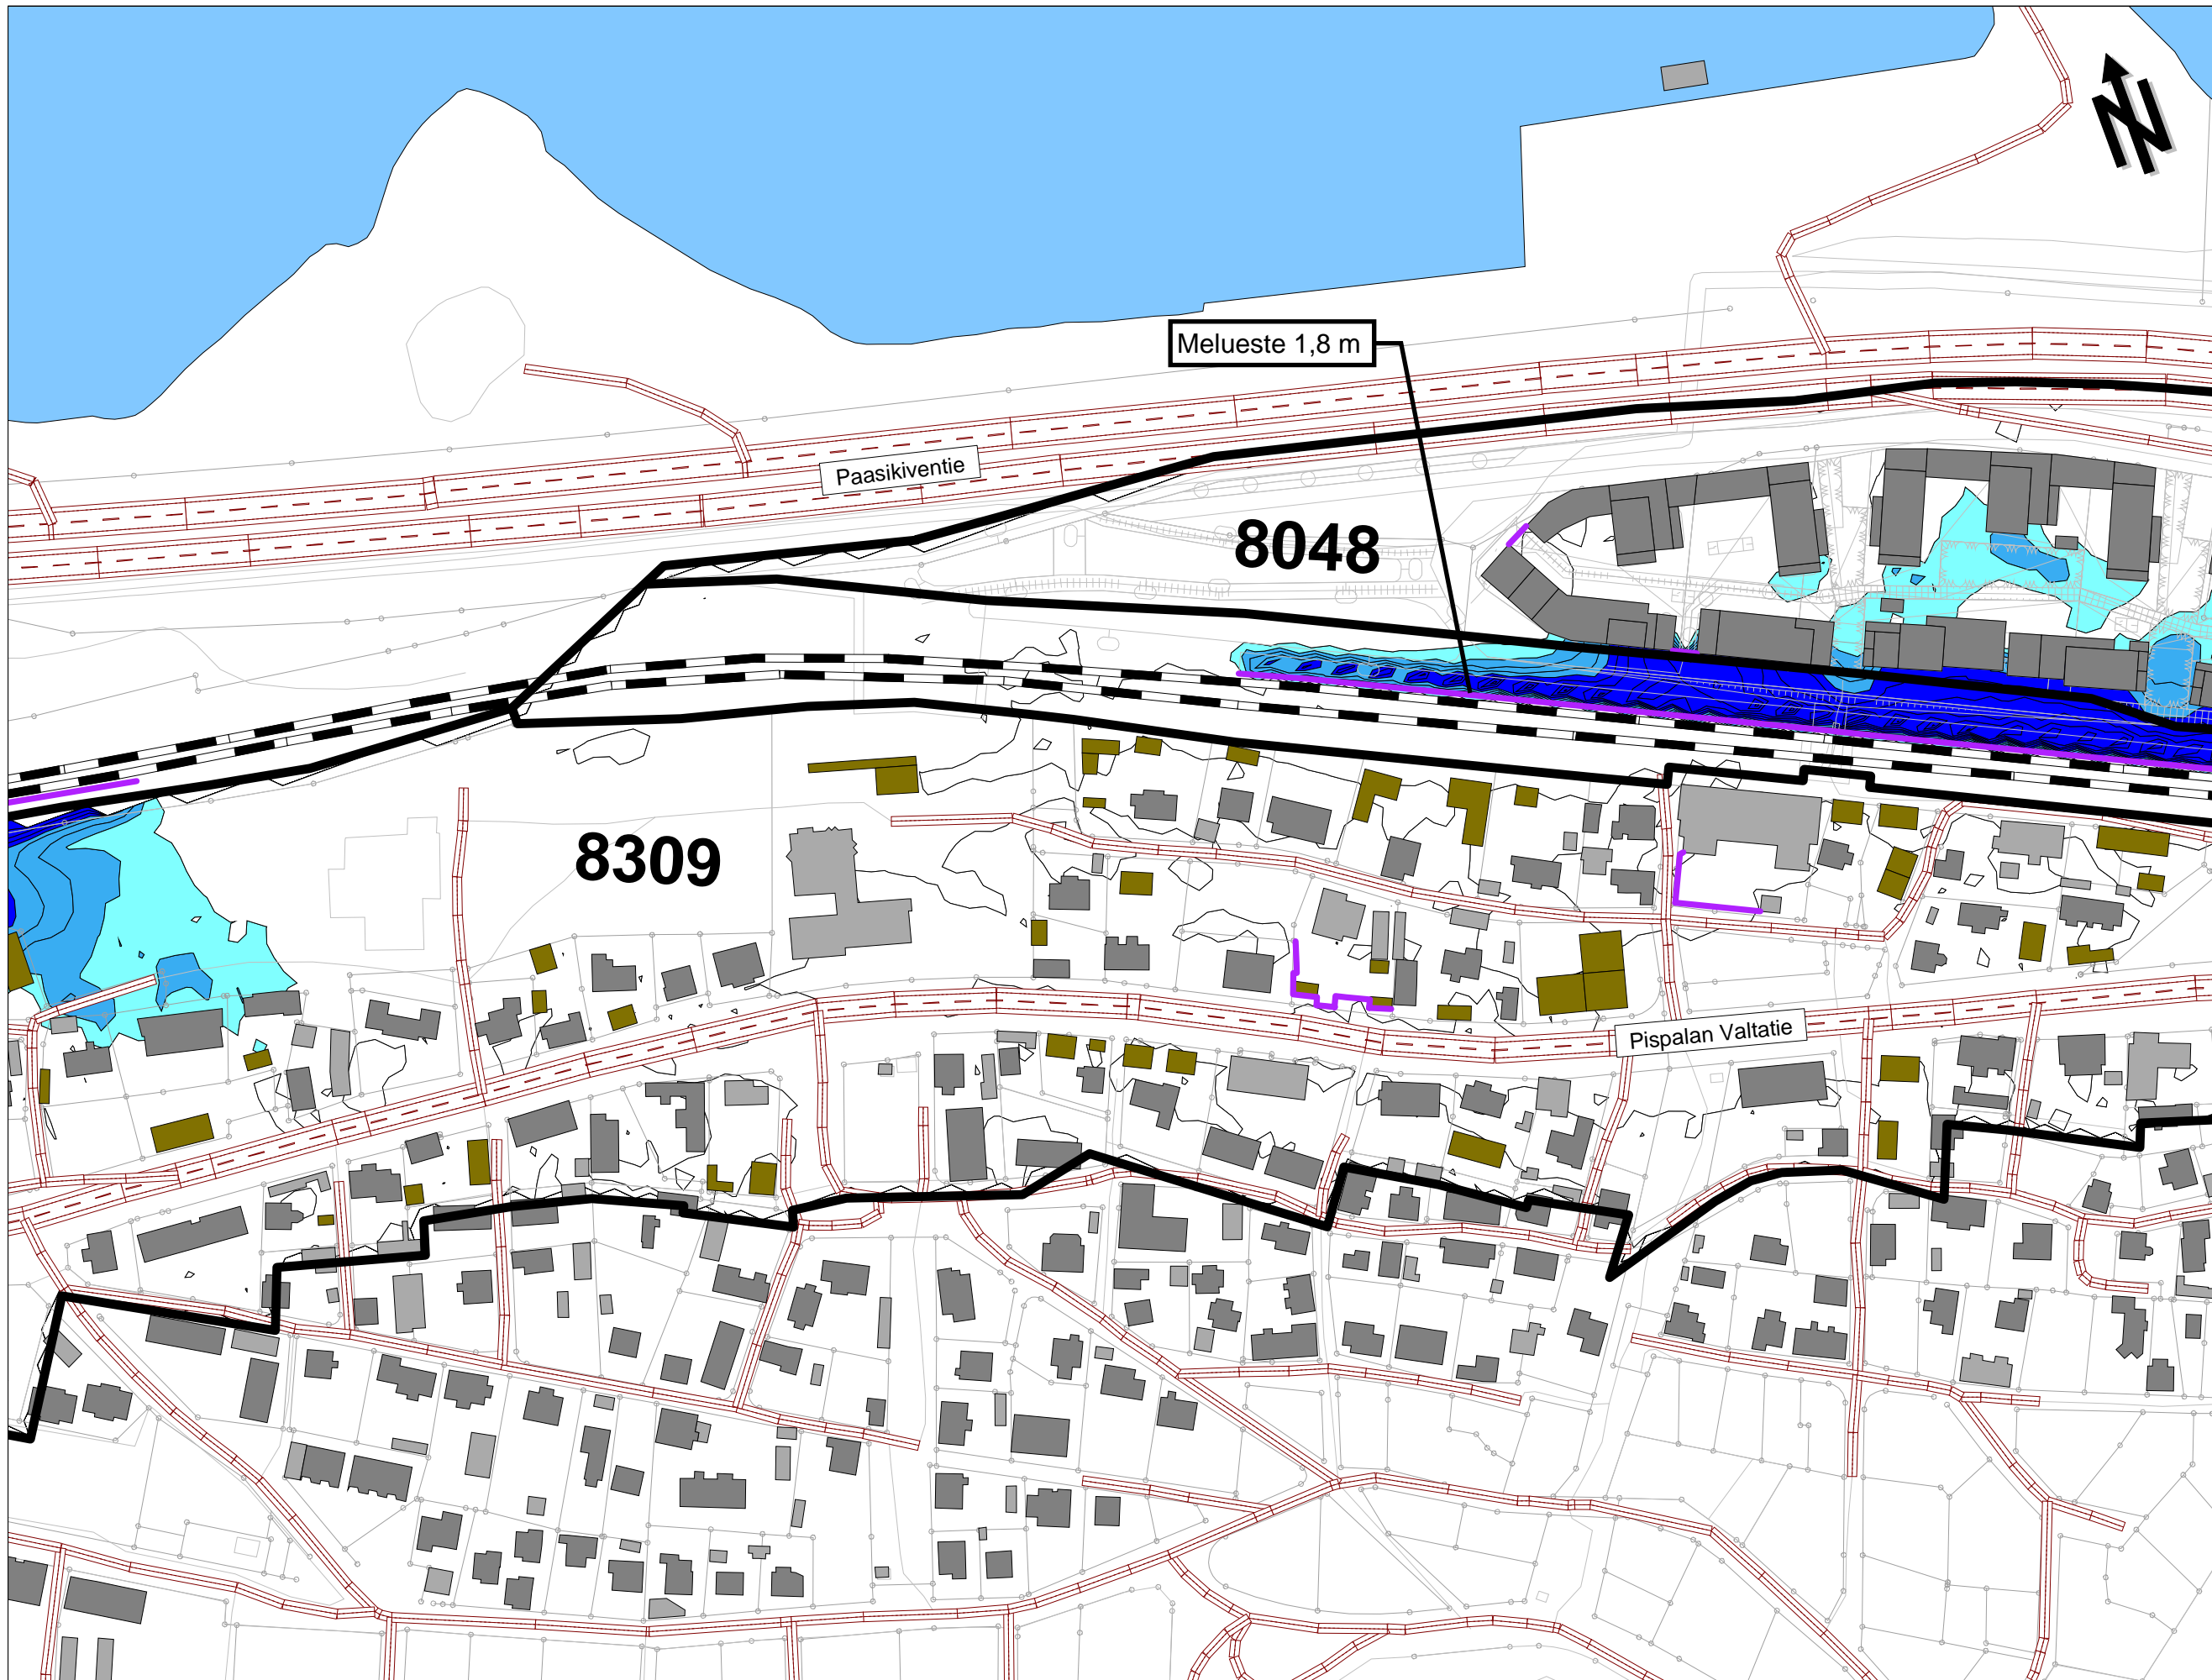 N
Melueste 1,8 m
Paasikiventie
8048
8309
Pispalan Valtatie